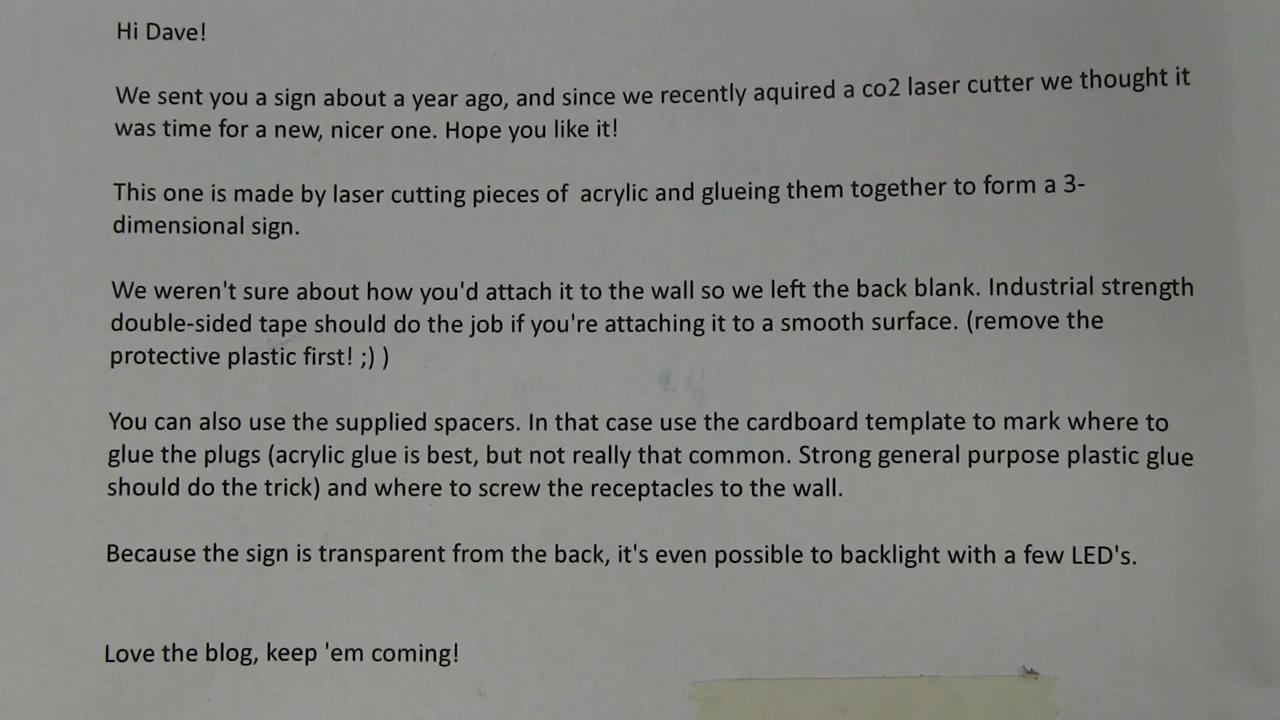 Hi Dave!
We sent you a sign about a year ago, and since we recently aquired a co2 laser cutter we thought it
was time for a new, nicer one. Hope you like it!
This one is made by laser cutting pieces of  acrylic and glueing them together to form a 3-
dimensional sign.
We weren't sure about how you'd attach it to the wall so we left the back blank. Industrial strength
double-sided tape should do the job if you're attaching it to a smooth surface. (remove the
protective plastic first! ;) )
You can also use the supplied spacers. In that case use the cardboard template to mark where to
glue the plugs (acrylic glue is best, but not really that common. Strong general purpose plastic glue
should do the trick) and where to screw the receptacles to the wall.
Because the sign is transparent from the back, it's even possible to backlight with a few LED's.
Love the blog, keep 'em coming!